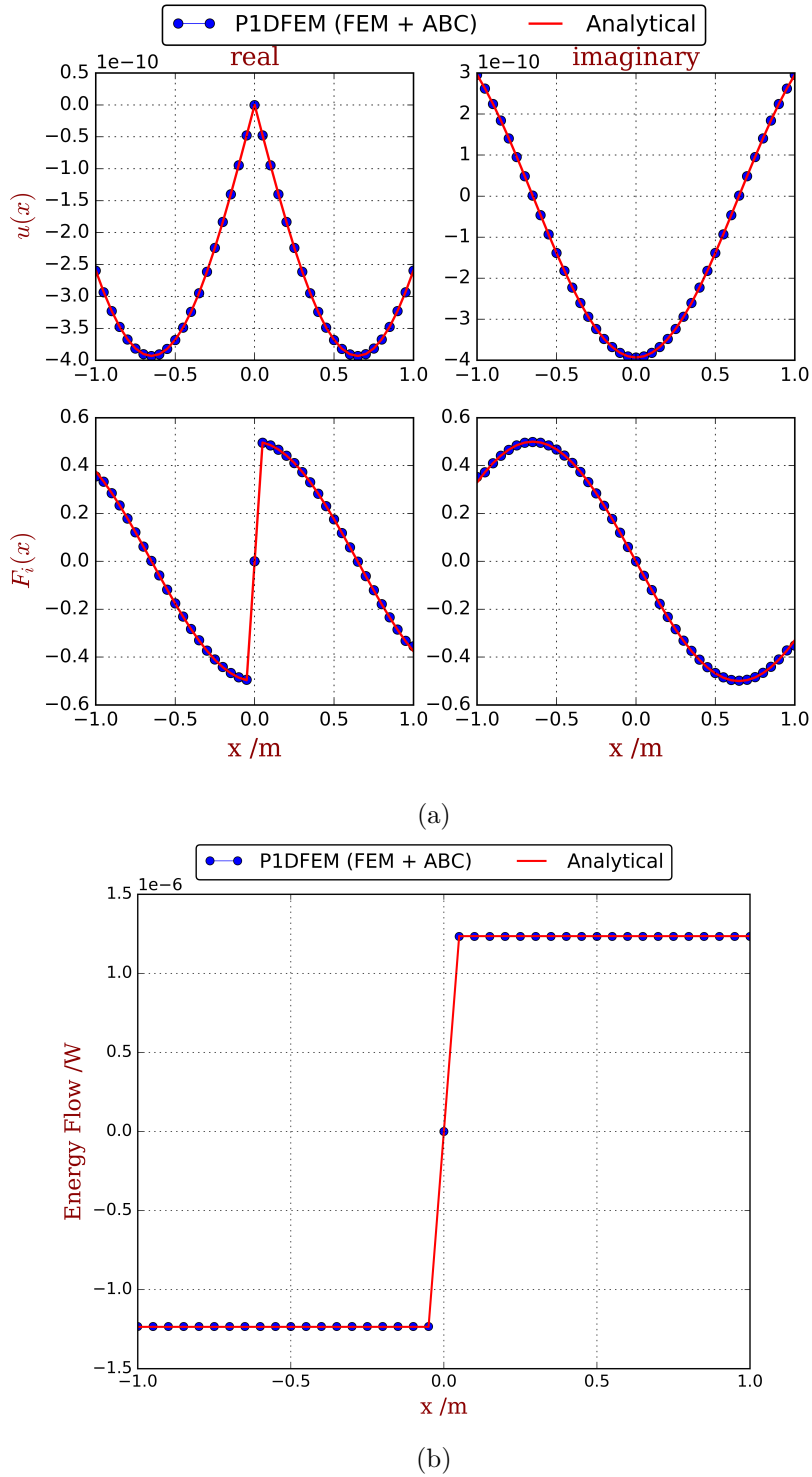 P1DFEM (FEM + ABC) Analytical
real imaginary
1e−10 1e−10
0.5
0.0
−0.5
−1.0
−1.5
−2.0
−2.5
−3.0
−3.5
−4.0
u(x)
−1.0 −0.5 0.0 0.5 1.0
3
2
1
0
−1
−2
−3
−4
−1.0 −0.5 0.0 0.5 1.0
0.6
0.4
0.2
0.0
−0.2
−0.4
−0.6
F_i(x)
−1.0 −0.5 0.0 0.5 1.0
x /m
0.6
0.4
0.2
0.0
−0.2
−0.4
−0.6
−1.0 −0.5 0.0 0.5 1.0
x /m
(a)
P1DFEM (FEM + ABC) Analytical
1e−6
1.5
1.0
0.5
0.0
−0.5
−1.0
−1.5
Energy Flow /W
−1.0 −0.5 0.0 0.5 1.0
x /m
(b)